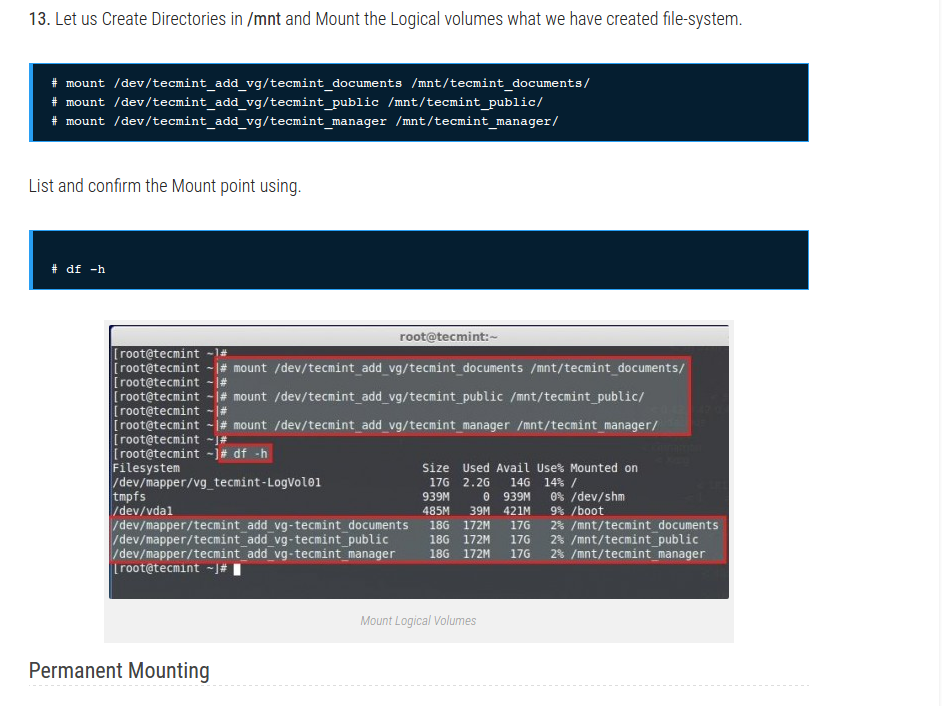 13. Let us Create Directories in /mnt and Mount the Logical volumes what we have created file-system.
# mount /dev/tecmint_add_vg/tecmint_documents /mnt/tecmint_documents/
# mount /dev/tecmint_add_vg/tecmint_public /mnt/tecmint_public/
# mount /dev/tecmint_add_vg/tecmint_manager /mnt/tecmint_manager/
List and confirm the Mount point using.
# df -h
root@tecmint:~
[root@tecmint ~]#
[root@tecmint ~]# mount /dev/tecmint_add_vg/tecmint_documents /mnt/tecmint_documents/
[root@tecmint ~]#
[root@tecmint ~]# mount /dev/tecmint_add_vg/tecmint_public /mnt/tecmint_public/
[root@tecmint ~]#
[root@tecmint ~]# mount /dev/tecmint_add_vg/tecmint_manager /mnt/tecmint_manager/
[root@tecmint ~]#
[root@tecmint ~]# df -h
Filesystem Size Used Avail Use% Mounted on
/dev/mapper/vg_tecmint-LogVol01 17G 2.2G 14G 14% /
tmpfs 939M 0 939M 0% /dev/shm
/dev/vda1 485M 39M 421M 9% /boot
/dev/mapper/tecmint_add_vg-tecmint_documents 18G 172M 17G 2% /mnt/tecmint_documents
/dev/mapper/tecmint_add_vg-tecmint_public 18G 172M 17G 2% /mnt/tecmint_public
/dev/mapper/tecmint_add_vg-tecmint_manager 18G 172M 17G 2% /mnt/tecmint_manager
[root@tecmint ~]#
Mount Logical Volumes
Permanent Mounting